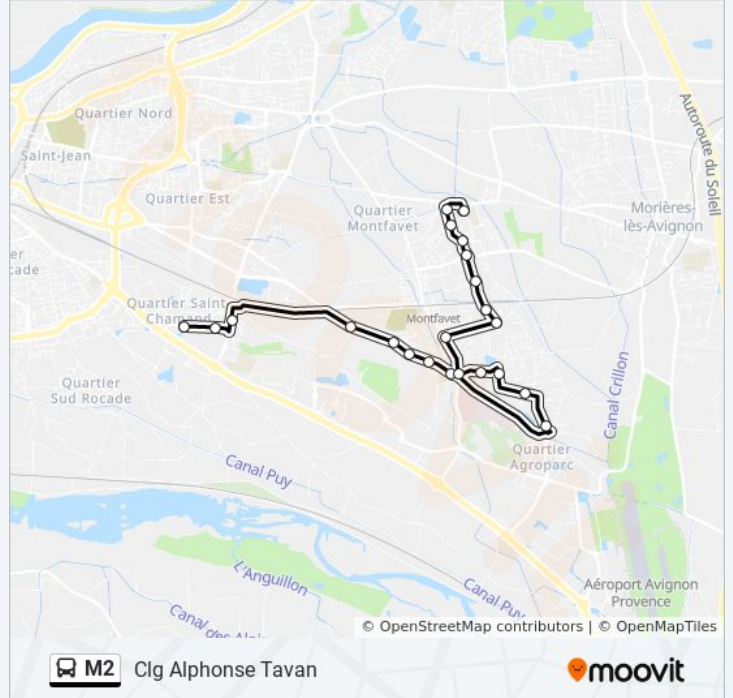 Quartier Nord
Saint-Jean
Autoroute du Soleil
Quartier Est
Quartier
Montfavet
Morières-
lès-Avignon
er
cade
Quartier Saint-
Chamand
Montfavet
Quartier
Sud Rocade
Canal Crillon
Quartier
Agroparc
Canal Puy
L'Anguillon
Canal Puy
Aéroport Avignon
Provence
Canal des Al
© OpenStreetMap contributors | © OpenMapTiles
M2 Clg Alphonse Tavan
moovit